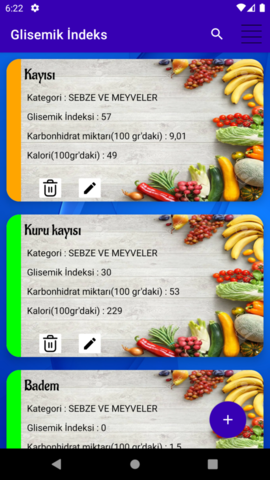 6:22
Glisemik İndeks
Kayısı
Kategori : SEBZE VE MEYVELER
Glisemik İndeksi : 57
Karbonhidrat miktarı(100 gr'daki) : 9,01
Kalori(100gr'daki) : 49
Kuru kayısı
Kategori : SEBZE VE MEYVELER
Glisemik İndeksi : 30
Karbonhidrat miktarı(100 gr'daki) : 53
Kalori(100gr'daki) : 229
Badem
Kategori : SEBZE VE MEYVELER
Glisemik İndeksi : 0
Karbonhidrat miktarı(100 gr'daki) : 1,5